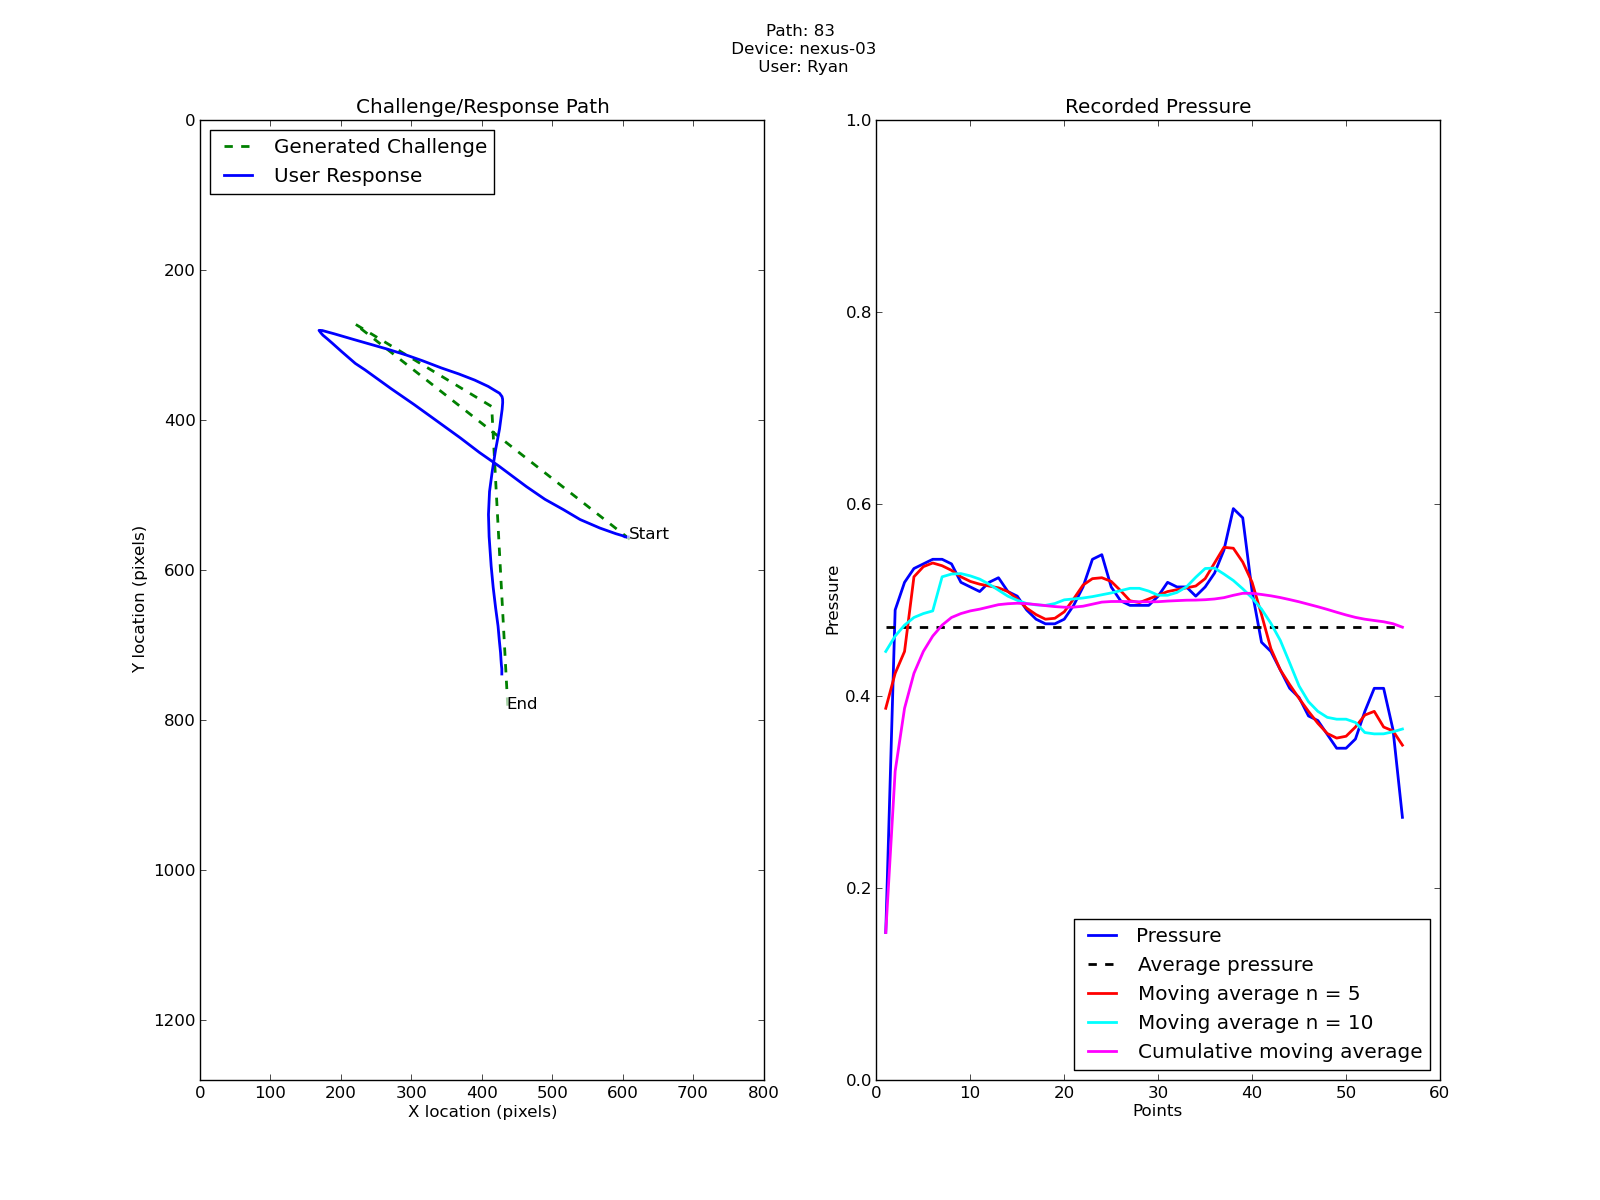 Path: 83
Device: nexus-03
User: Ryan
Challenge/Response Path
Generated Challenge
User Response
0
200
400
600
800
1000
1200
Y location (pixels)
Start
End
0 100 200 300 400 500 600 700 800
X location (pixels)
Recorded Pressure
1.0
0.8
0.6
0.4
0.2
0.0
Pressure
Pressure
Average pressure
Moving average n = 5
Moving average n = 10
Cumulative moving average
0 10 20 30 40 50 60
Points